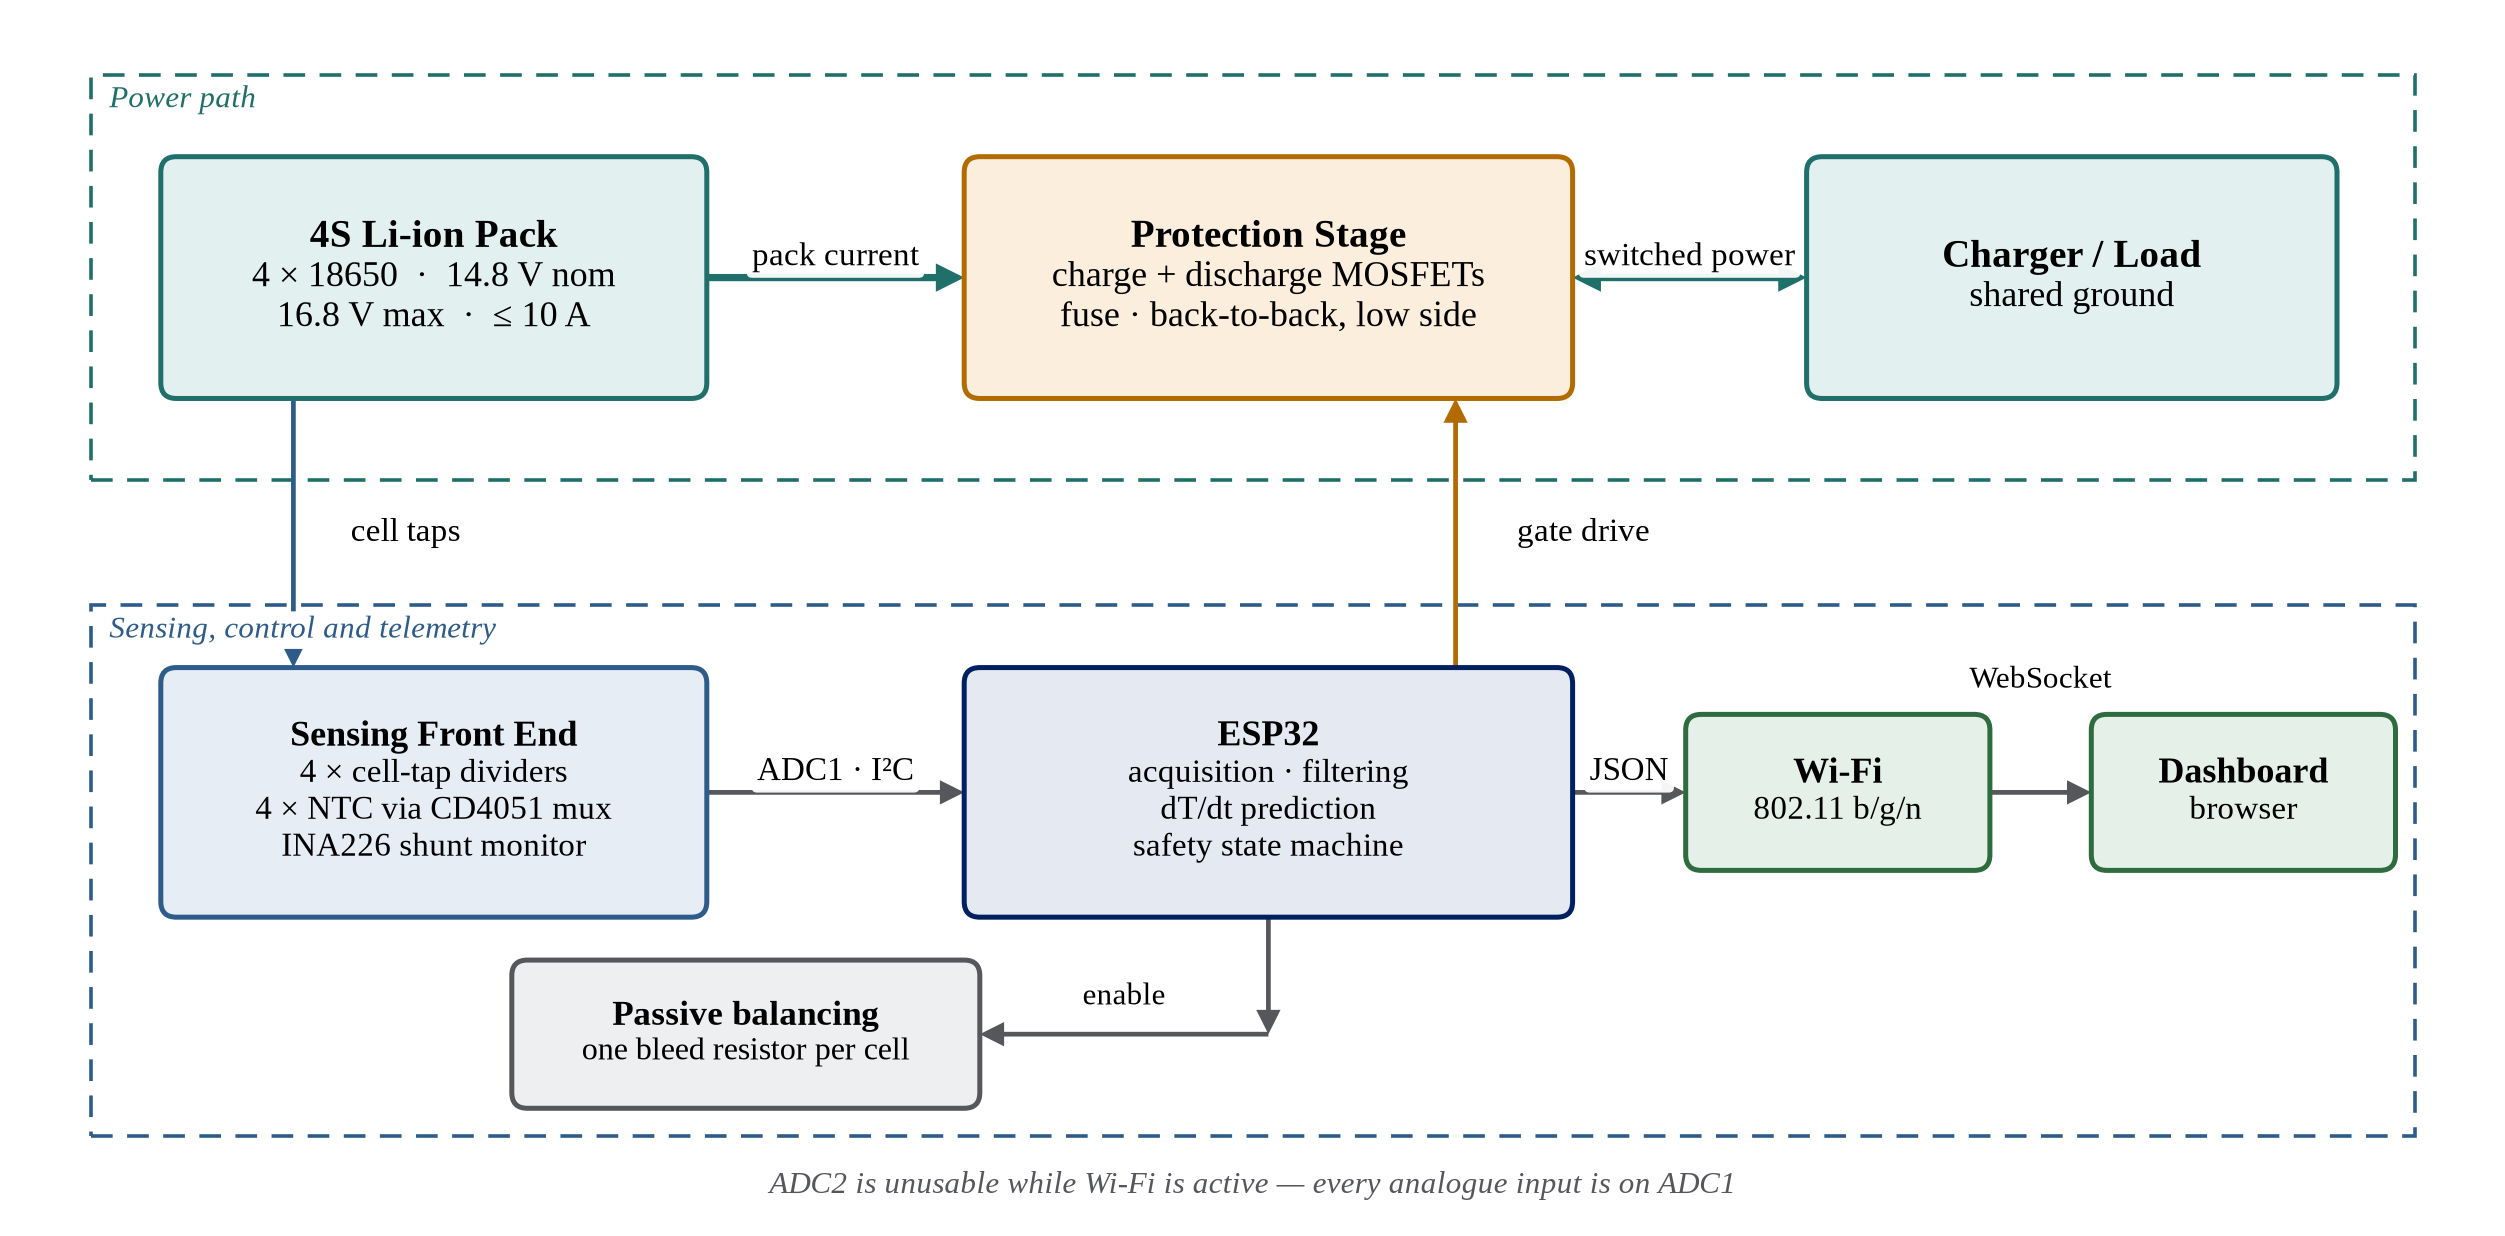 Power path
4S Li-ion Pack
4 × 18650 · 14.8 V nom
16.8 V max · ≤ 10 A
pack current
Protection Stage
charge + discharge MOSFETs
fuse · back-to-back, low side
switched power
Charger / Load
shared ground
cell taps
gate drive
Sensing, control and telemetry
Sensing Front End
4 × cell-tap dividers
4 × NTC via CD4051 mux
INA226 shunt monitor
ADC1 · I²C
ESP32
acquisition · filtering
dT/dt prediction
safety state machine
JSON
Wi-Fi
802.11 b/g/n
WebSocket
Dashboard
browser
Passive balancing
one bleed resistor per cell
enable
ADC2 is unusable while Wi-Fi is active — every analogue input is on ADC1